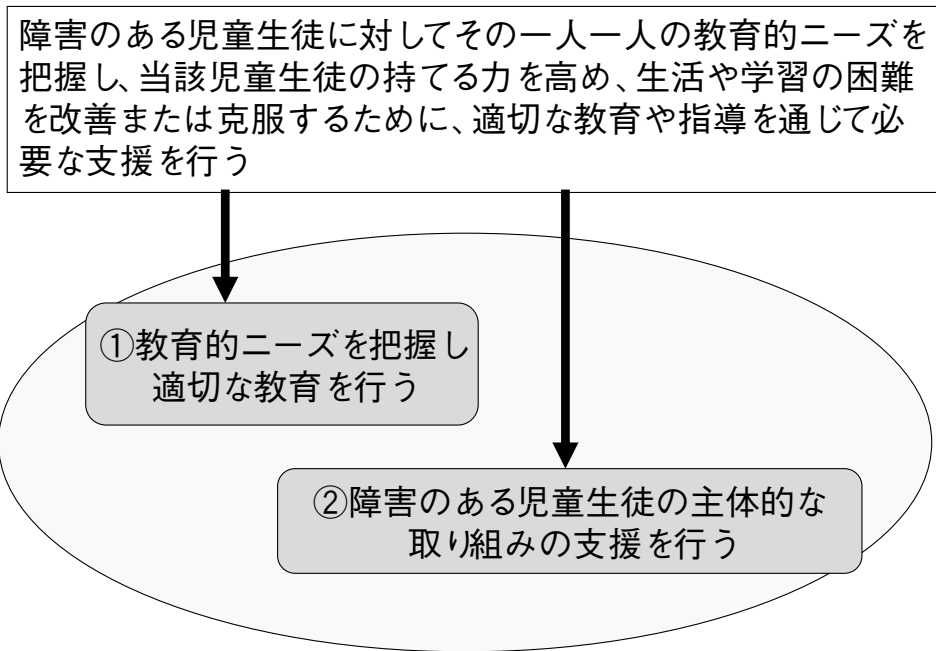 障害のある児童生徒に対してその一人一人の教育的ニーズを
把握し、当該児童生徒の持てる力を高め、生活や学習の困難
を改善または克服するために、適切な教育や指導を通じて必
要な支援を行う
①教育的ニーズを把握し
適切な教育を行う
②障害のある児童生徒の主体的な
取り組みの支援を行う